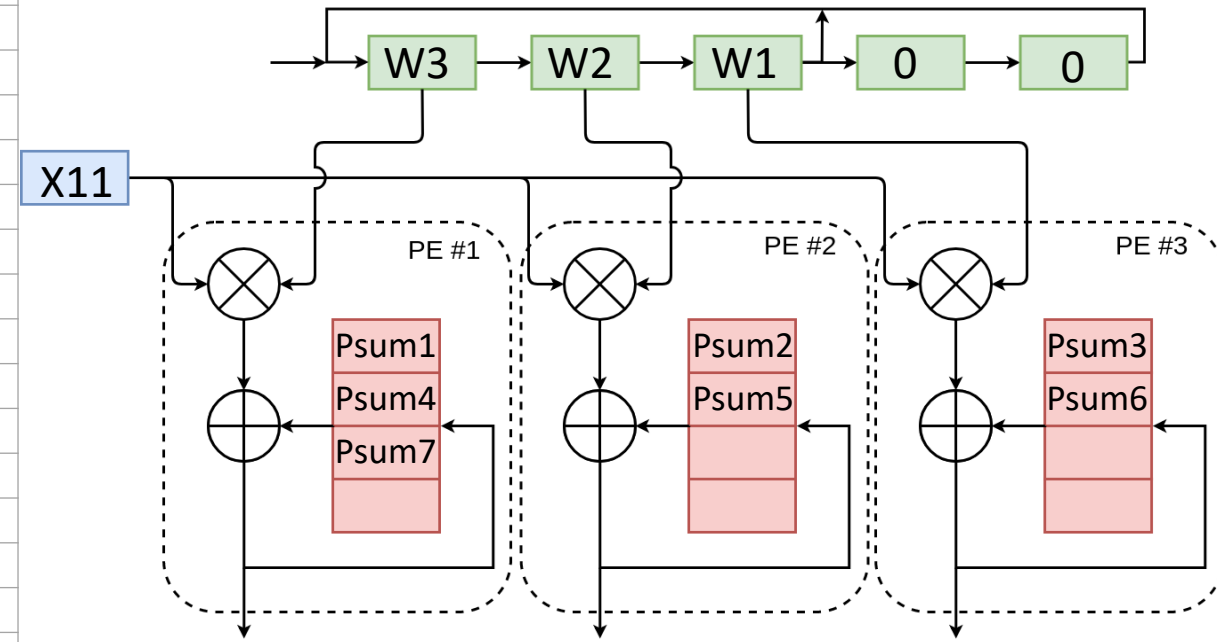 W3 W2 W1 0 0
X11
PE #1 PE #2 PE #3
Psum1 Psum2 Psum3
Psum4 Psum5 Psum6
Psum7